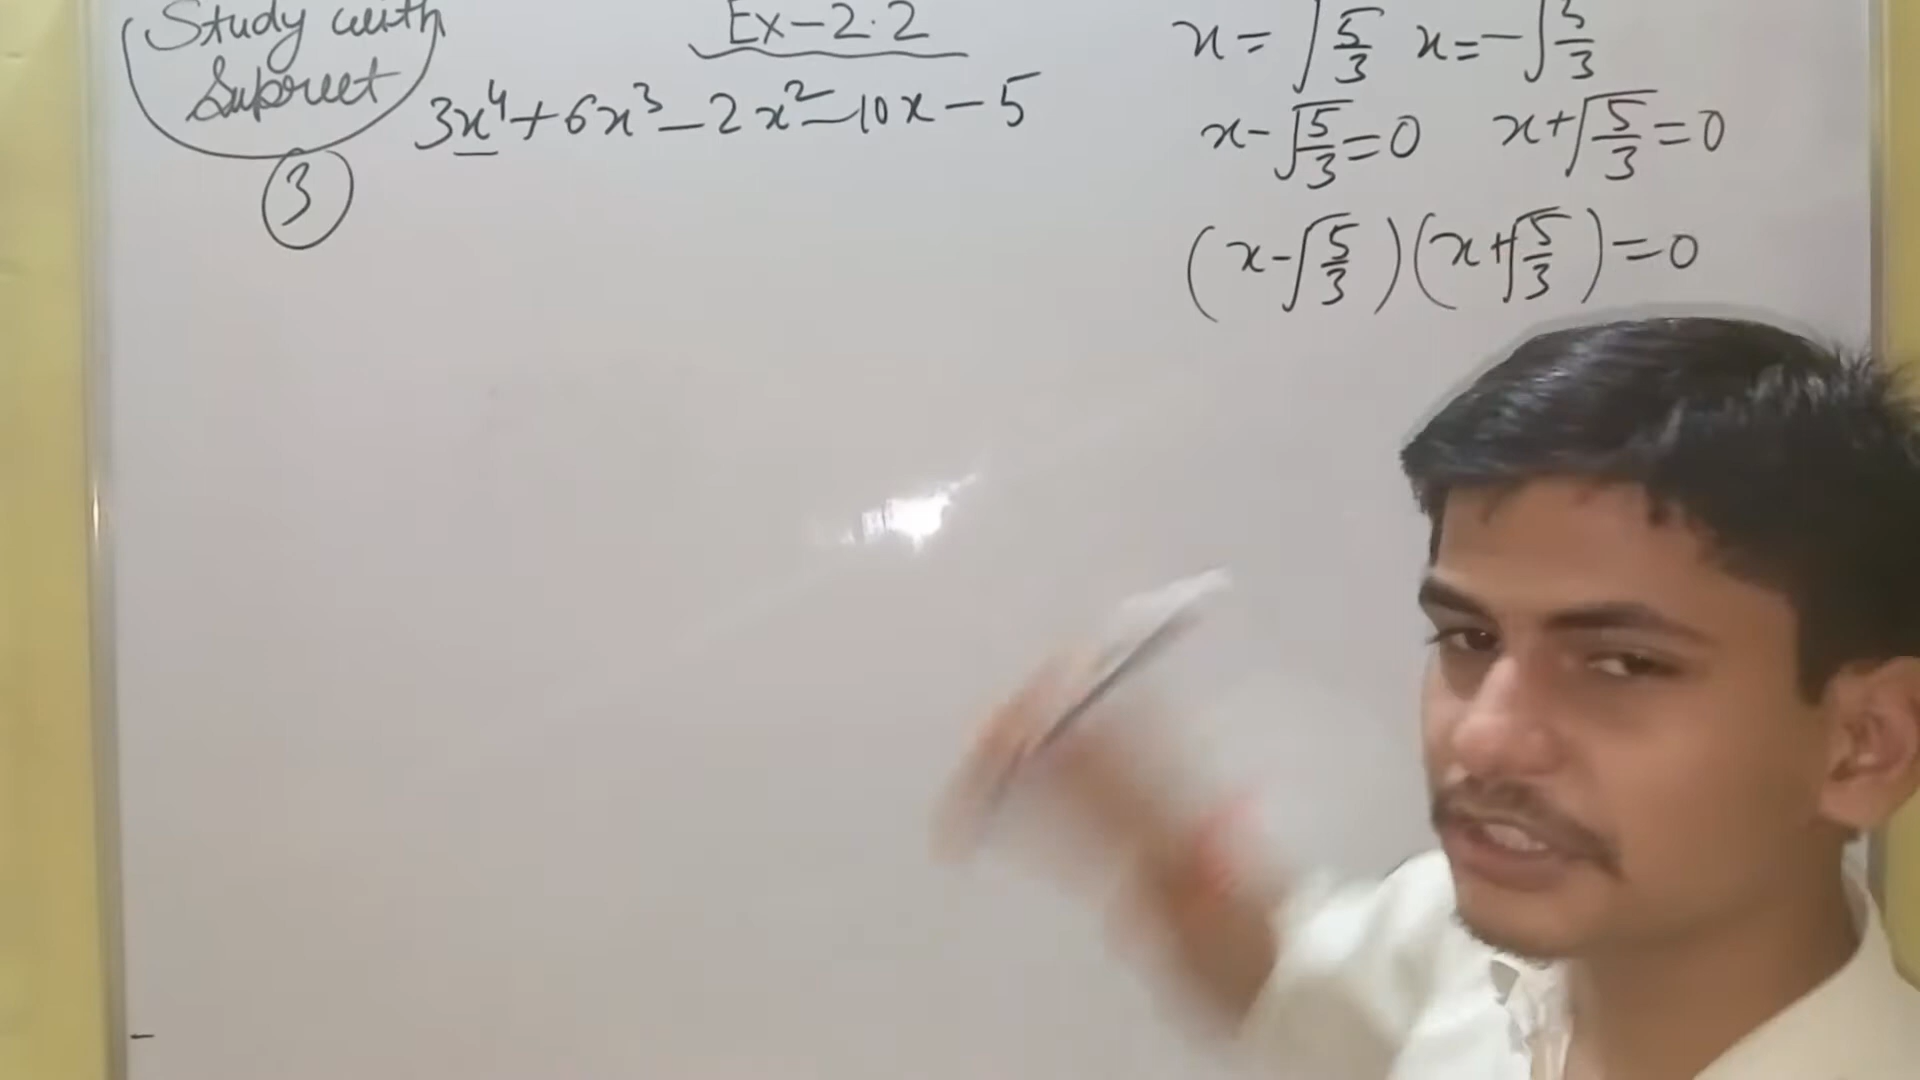 Study with
Supreet
Ex-2.2
3x⁴+6x³-2x²-10x-5
③
x=√5/3 x=-√5/3
x-√5/3=0 x+√5/3=0
(x-√5/3)(x+√5/3)=0